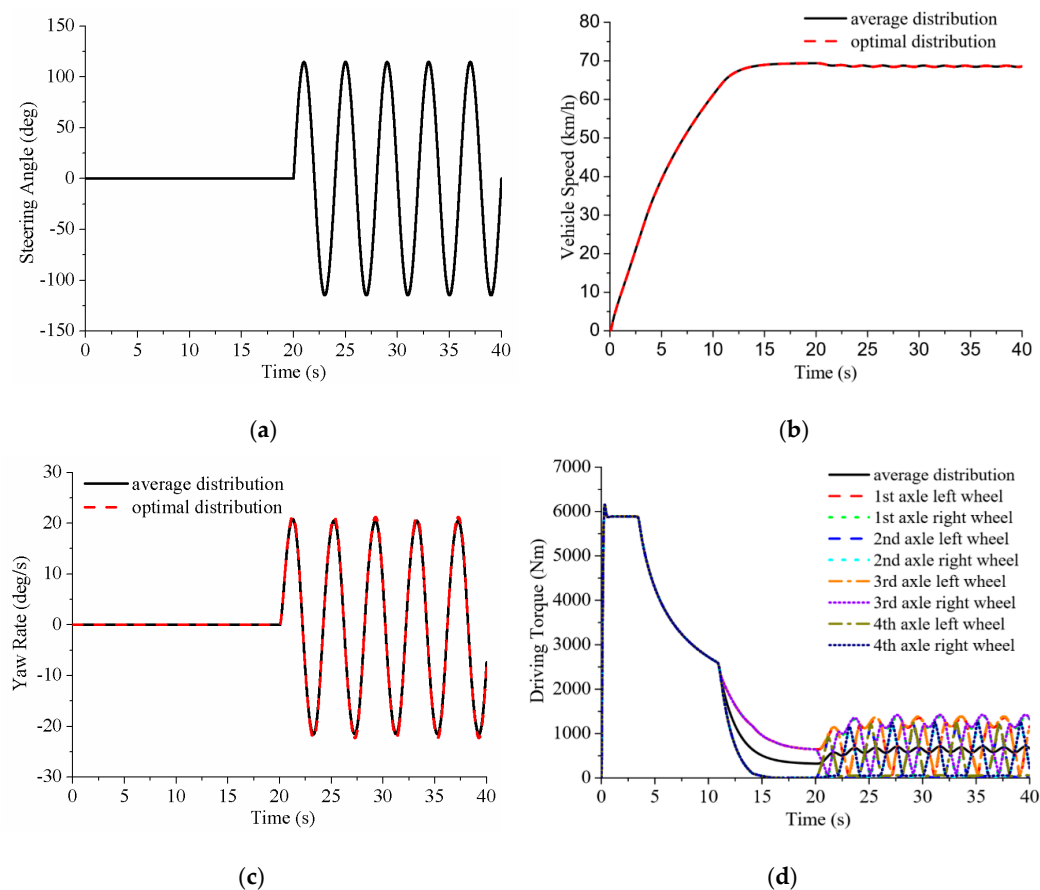 150
100
50
0
-50
-100
-150
0 5 10 15 20 25 30 35 40
Steering Angle (deg)
Time (s)
(a)
average distribution
optimal distribution
80
70
60
50
40
30
20
10
0
0 5 10 15 20 25 30 35 40
Vehicle Speed (km/h)
Time (s)
(b)
average distribution
optimal distribution
30
20
10
0
-10
-20
-30
0 5 10 15 20 25 30 35 40
Yaw Rate (deg/s)
Time (s)
(c)
average distribution
1st axle left wheel
1st axle right wheel
2nd axle left wheel
2nd axle right wheel
3rd axle left wheel
3rd axle right wheel
4th axle left wheel
4th axle right wheel
7000
6000
5000
4000
3000
2000
1000
0
0 5 10 15 20 25 30 35 40
Driving Torque (Nm)
Time (s)
(d)